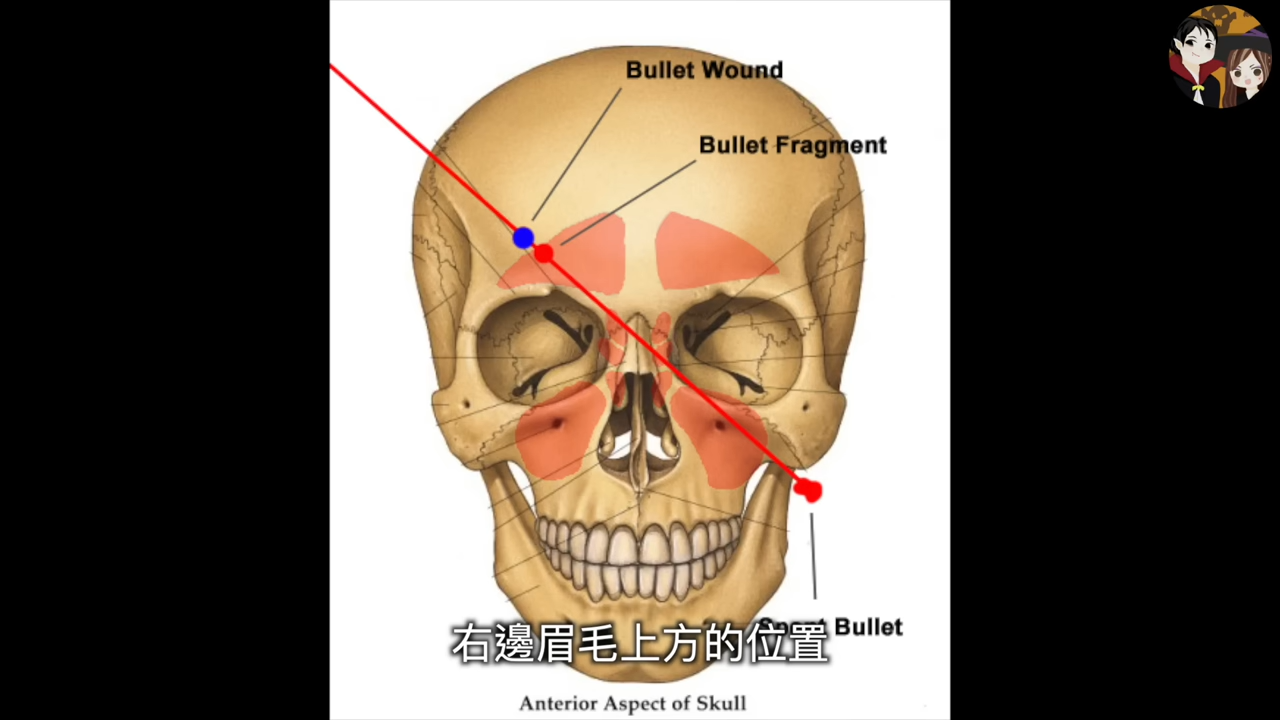 Bullet Wound
Bullet Fragment
Bullet
右邊眉毛上方的位置
Anterior Aspect of Skull